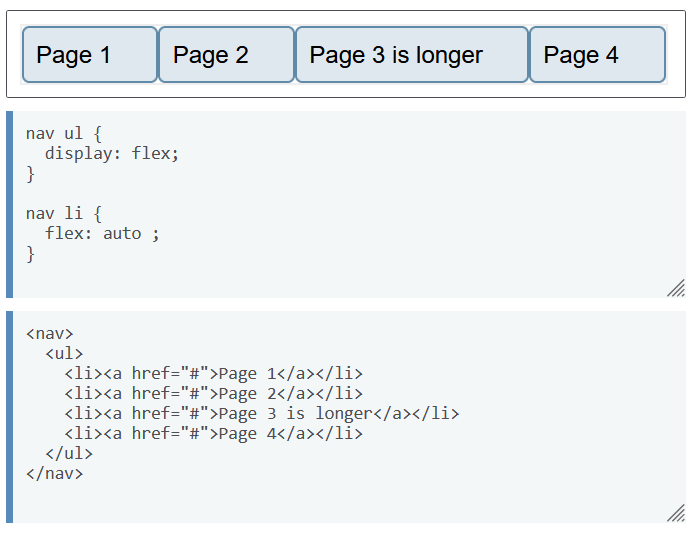 Page 1 Page 2 Page 3 is longer Page 4
nav ul {
  display: flex;
}
nav li {
  flex: auto ;
}
<nav>
  <ul>
    <li><a href="#">Page 1</a></li>
    <li><a href="#">Page 2</a></li>
    <li><a href="#">Page 3 is longer</a></li>
    <li><a href="#">Page 4</a></li>
  </ul>
</nav>